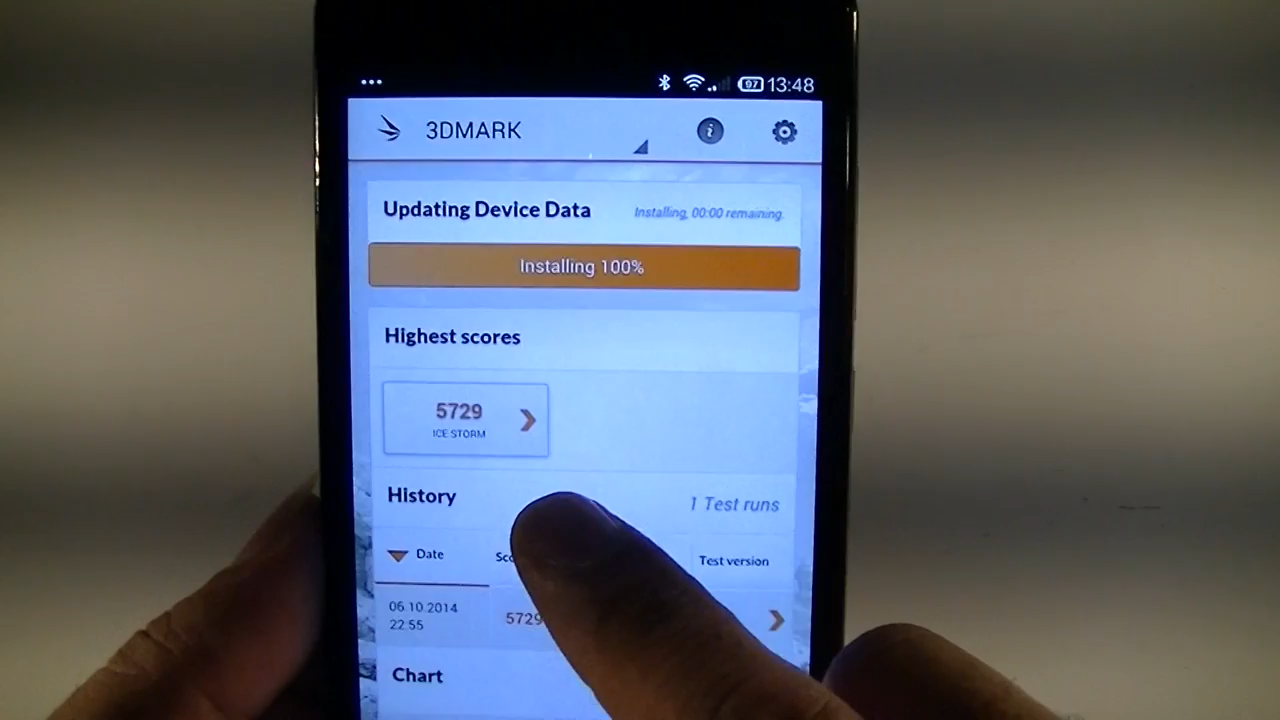 97 13:48
3DMARK
Updating Device Data
Installing, 00:00 remaining.
Installing 100%
Highest scores
5729
ICE STORM
History
1 Test runs
Date
Test version
06.10.2014
22:55
5729
Chart